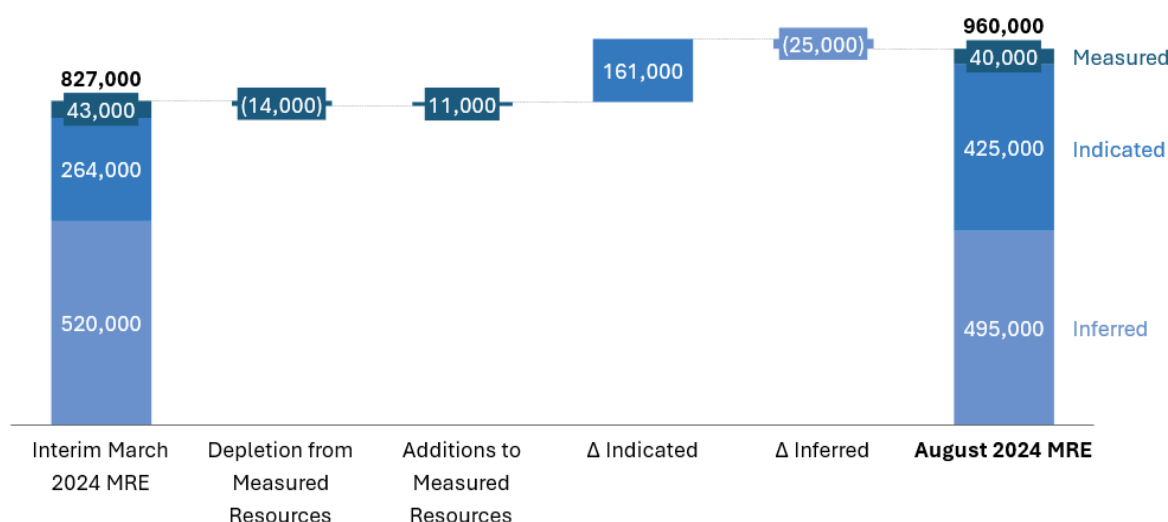 960,000
(25,000)
40,000
Measured
161,000
827,000
43,000
(14,000)
11,000
264,000
425,000
Indicated
520,000
495,000
Inferred
Interim March
2024 MRE
Depletion from
Measured
Resources
Additions to
Measured
Resources
Δ Indicated
Δ Inferred
August 2024 MRE